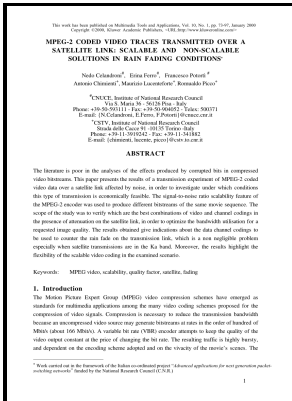 This work has been published on Multimedia Tools and Applications, Vol. 10, No. 1, pp. 73-97, January 2000
Copyright ©2000, Kluwer Academic Publishers, <URL:http://www.kluweronline.com/>
MPEG-2 CODED VIDEO TRACES TRANSMITTED OVER A
SATELLITE LINK: SCALABLE AND NON-SCALABLE
SOLUTIONS IN RAIN FADING CONDITIONS
Nedo Celandroni#, Erina Ferro#, Francesco Potortì #
Antonio Chimienti, Maurizio Lucenteforte, Romualdo Picco
#CNUCE, Institute of National Research Council
Via S. Maria 36 - 56126 Pisa - Italy
Phone: +39-50-593111 - Fax: +39-50-904052 - Telex: 500371
E-mail: {N.Celandroni, E.Ferro, F.Potorti}@cnuce.cnr.it
CSTV, Institute of National Research Council
Strada delle Cacce 91 -10135 Torino -Italy
Phone: +39-11-3919242 - Fax: +39-11-341882
E-mail: {chimienti, lucente, picco}@cstv.to.cnr.it
ABSTRACT
The literature is poor in the analyses of the effects produced by corrupted bits in compressed
video bitstreams. This paper presents the results of a transmission experiment of MPEG-2 coded
video data over a satellite link affected by noise, in order to investigate under which conditions
this type of transmission is economically feasible. The signal-to-noise ratio scalability feature of
the MPEG-2 encoder was used to produce different bitstreams of the same movie sequence. The
scope of the study was to verify which are the best combinations of video and channel codings in
the presence of attenuation on the satellite link, in order to optimize the bandwidth utilisation for a
requested image quality. The results obtained give indications about the data channel codings to
be used to counter the rain fade on the transmission link, which is a non negligible problem
especially when satellite transmissions are in the Ka band. Moreover, the results highlight the
flexibility of the scalable video coding in the examined scenario.
Keywords: MPEG video, scalability, quality factor, satellite, fading
1. Introduction
The Motion Picture Expert Group (MPEG) video compression schemes have emerged as
standards for multimedia applications among the many video coding schemes proposed for the
compression of video signals. Compression is necessary to reduce the transmission bandwidth
because an uncompressed video source may generate bitstreams at rates in the order of hundred of
Mbit/s (about 166 Mbit/s). A variable bit rate (VBR) encoder attempts to keep the quality of the
video output constant at the price of changing the bit rate. The resulting traffic is highly bursty,
and dependent on the encoding scheme adopted and on the vivacity of the movie's scenes. The
Work carried out in the framework of the Italian co-ordinated project "Advanced applications for next generation packet-
switching networks" funded by the National Research Council (C.N.R.)
1